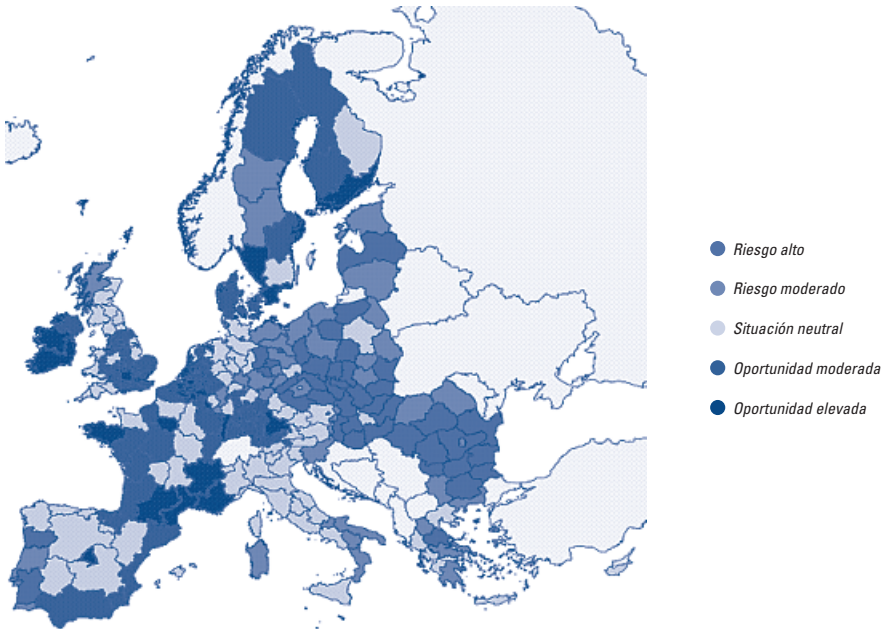 Riesgo alto
Riesgo moderado
Situación neutral
Oportunidad moderada
Oportunidad elevada